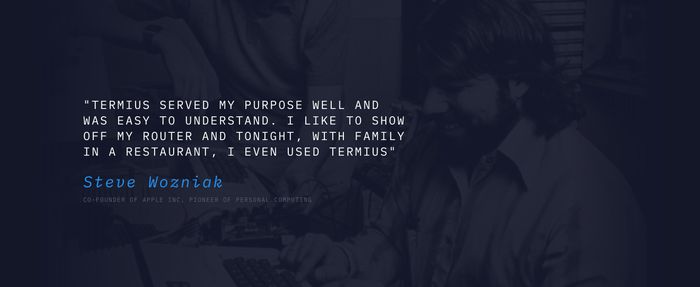 "TERMIUS SERVED MY PURPOSE WELL AND
WAS EASY TO UNDERSTAND. I LIKE TO SHOW
OFF MY ROUTER AND TONIGHT, WITH FAMILY
IN A RESTAURANT, I EVEN USED TERMIUS"
Steve Wozniak
CO-FOUNDER OF APPLE INC, PIONEER OF PERSONAL COMPUTING